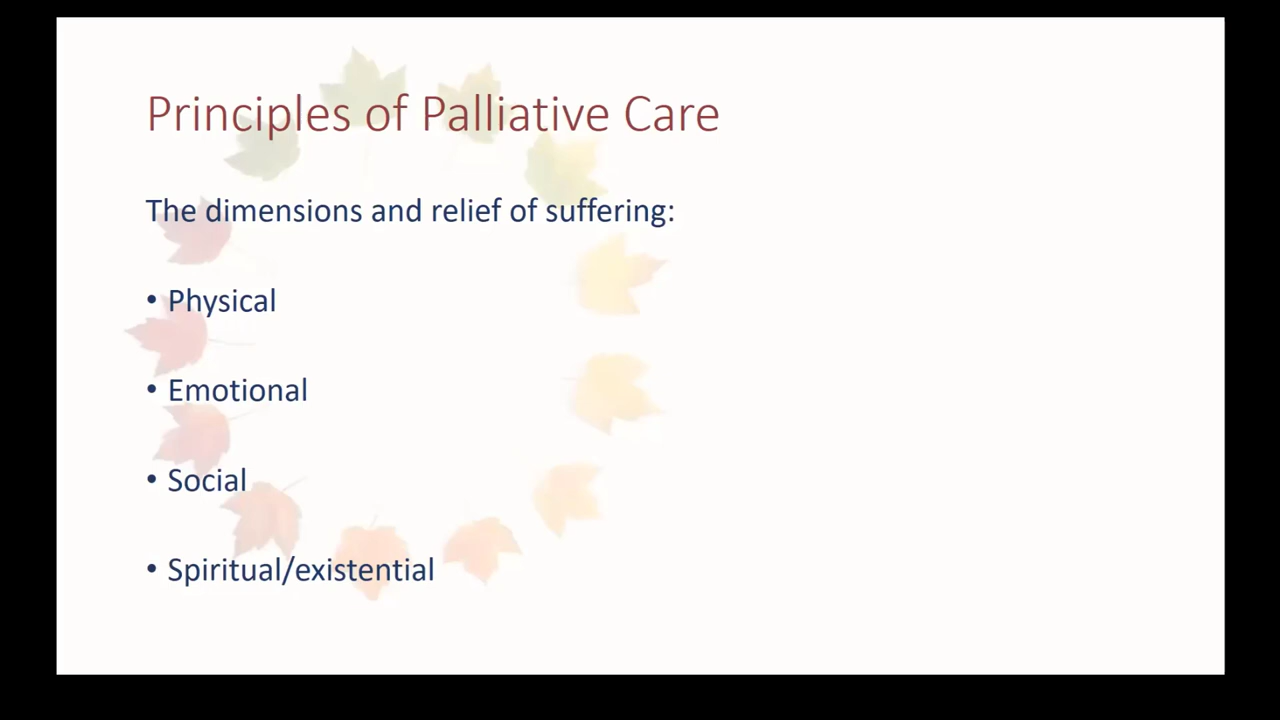 Principles of Palliative Care
The dimensions and relief of suffering:
• Physical
• Emotional
• Social
• Spiritual/existential